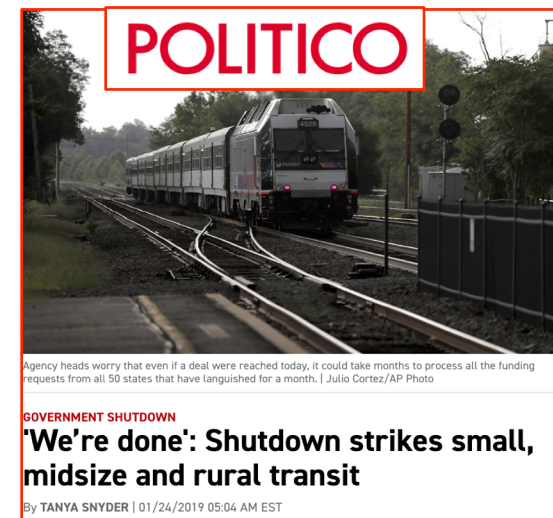 POLITICO
4525
Agency heads worry that even if a deal were reached today, it could take months to process all the funding
requests from all 50 states that have languished for a month. | Julio Cortez/AP Photo
GOVERNMENT SHUTDOWN
'We're done': Shutdown strikes small,
midsize and rural transit
By TANYA SNYDER | 01/24/2019 05:04 AM EST